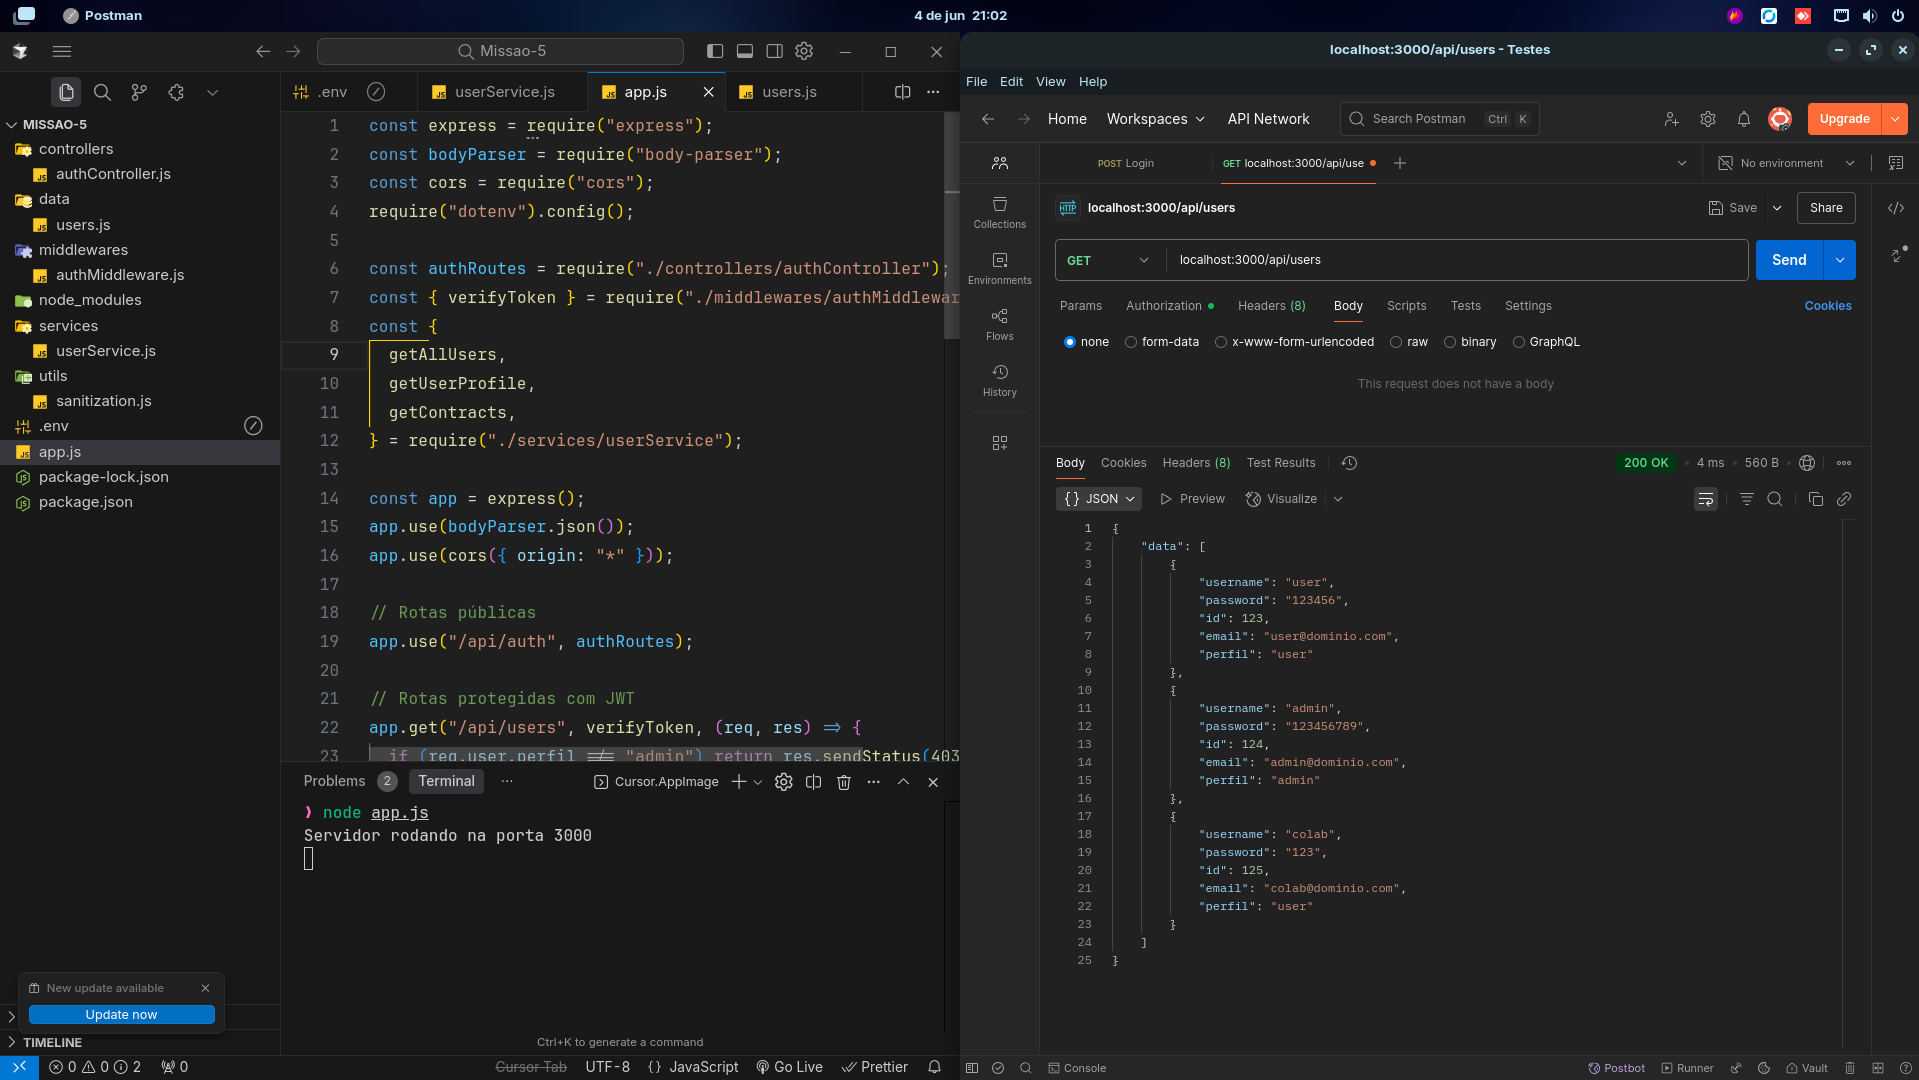 Postman
4 de jun 21:02
Missao-5
MISSAO-5
controllers
authController.js
data
users.js
middlewares
authMiddleware.js
node_modules
services
userService.js
utils
sanitization.js
.env
app.js
package-lock.json
package.json
New update available
Update now
TIMELINE
.env
userService.js
app.js
users.js
1 const express = require("express");
2 const bodyParser = require("body-parser");
3 const cors = require("cors");
4 require("dotenv").config();
5
6 const authRoutes = require("./controllers/authController");
7 const { verifyToken } = require("./middlewares/authMiddlewar
8 const {
9 getAllUsers,
10 getUserProfile,
11 getContracts,
12 } = require("./services/userService");
13
14 const app = express();
15 app.use(bodyParser.json());
16 app.use(cors({ origin: "*" }));
17
18 // Rotas públicas
19 app.use("/api/auth", authRoutes);
20
21 // Rotas protegidas com JWT
22 app.get("/api/users", verifyToken, (req, res) => {
23 if (req.user.perfil !== "admin") return res.sendStatus(403
Problems 2 Terminal ··· Cursor.AppImage
❱ node app.js
Servidor rodando na porta 3000
Ctrl+K to generate a command
0 0 2 0 Cursor Tab UTF-8 {} JavaScript Go Live Prettier
localhost:3000/api/users - Testes
File Edit View Help
Home Workspaces API Network Search Postman Ctrl K Upgrade
POST Login GET localhost:3000/api/use No environment
HTTP localhost:3000/api/users Save Share
GET localhost:3000/api/users Send
Params Authorization Headers (8) Body Scripts Tests Settings Cookies
none form-data x-www-form-urlencoded raw binary GraphQL
This request does not have a body
Collections
Environments
Flows
History
Body Cookies Headers (8) Test Results 200 OK • 4 ms • 560 B
{} JSON Preview Visualize
1 {
2 "data": [
3 {
4 "username": "user",
5 "password": "123456",
6 "id": 123,
7 "email": "user@dominio.com",
8 "perfil": "user"
9 },
10 {
11 "username": "admin",
12 "password": "123456789",
13 "id": 124,
14 "email": "admin@dominio.com",
15 "perfil": "admin"
16 },
17 {
18 "username": "colab",
19 "password": "123",
20 "id": 125,
21 "email": "colab@dominio.com",
22 "perfil": "user"
23 }
24 ]
25 }
Console Postbot Runner Vault